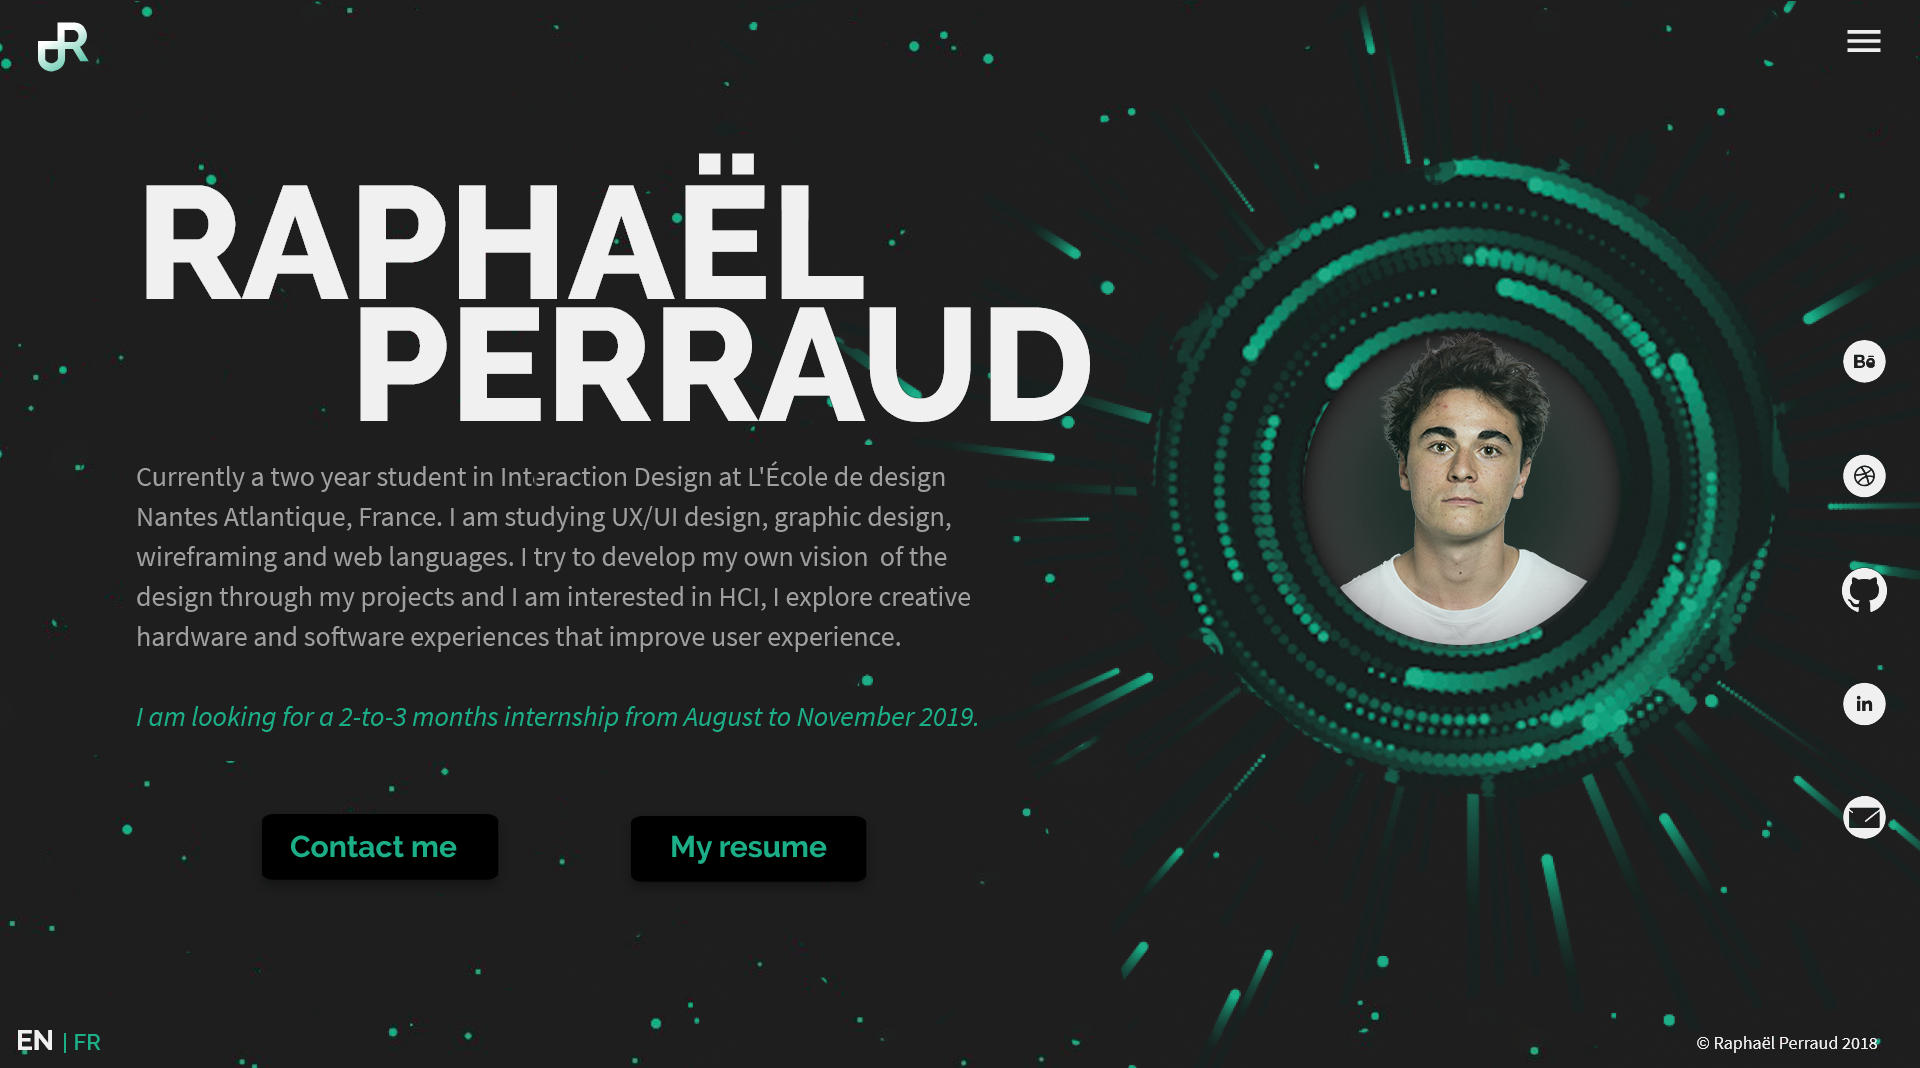 RAPHAËL
PERRAUD
Currently a two year student in Interaction Design at L'École de design
Nantes Atlantique, France. I am studying UX/UI design, graphic design,
wireframing and web languages. I try to develop my own vision  of the
design through my projects and I am interested in HCI, I explore creative
hardware and software experiences that improve user experience.
I am looking for a 2-to-3 months internship from August to November 2019.
Contact me
My resume
Bē
in
EN | FR
© Raphaël Perraud 2018